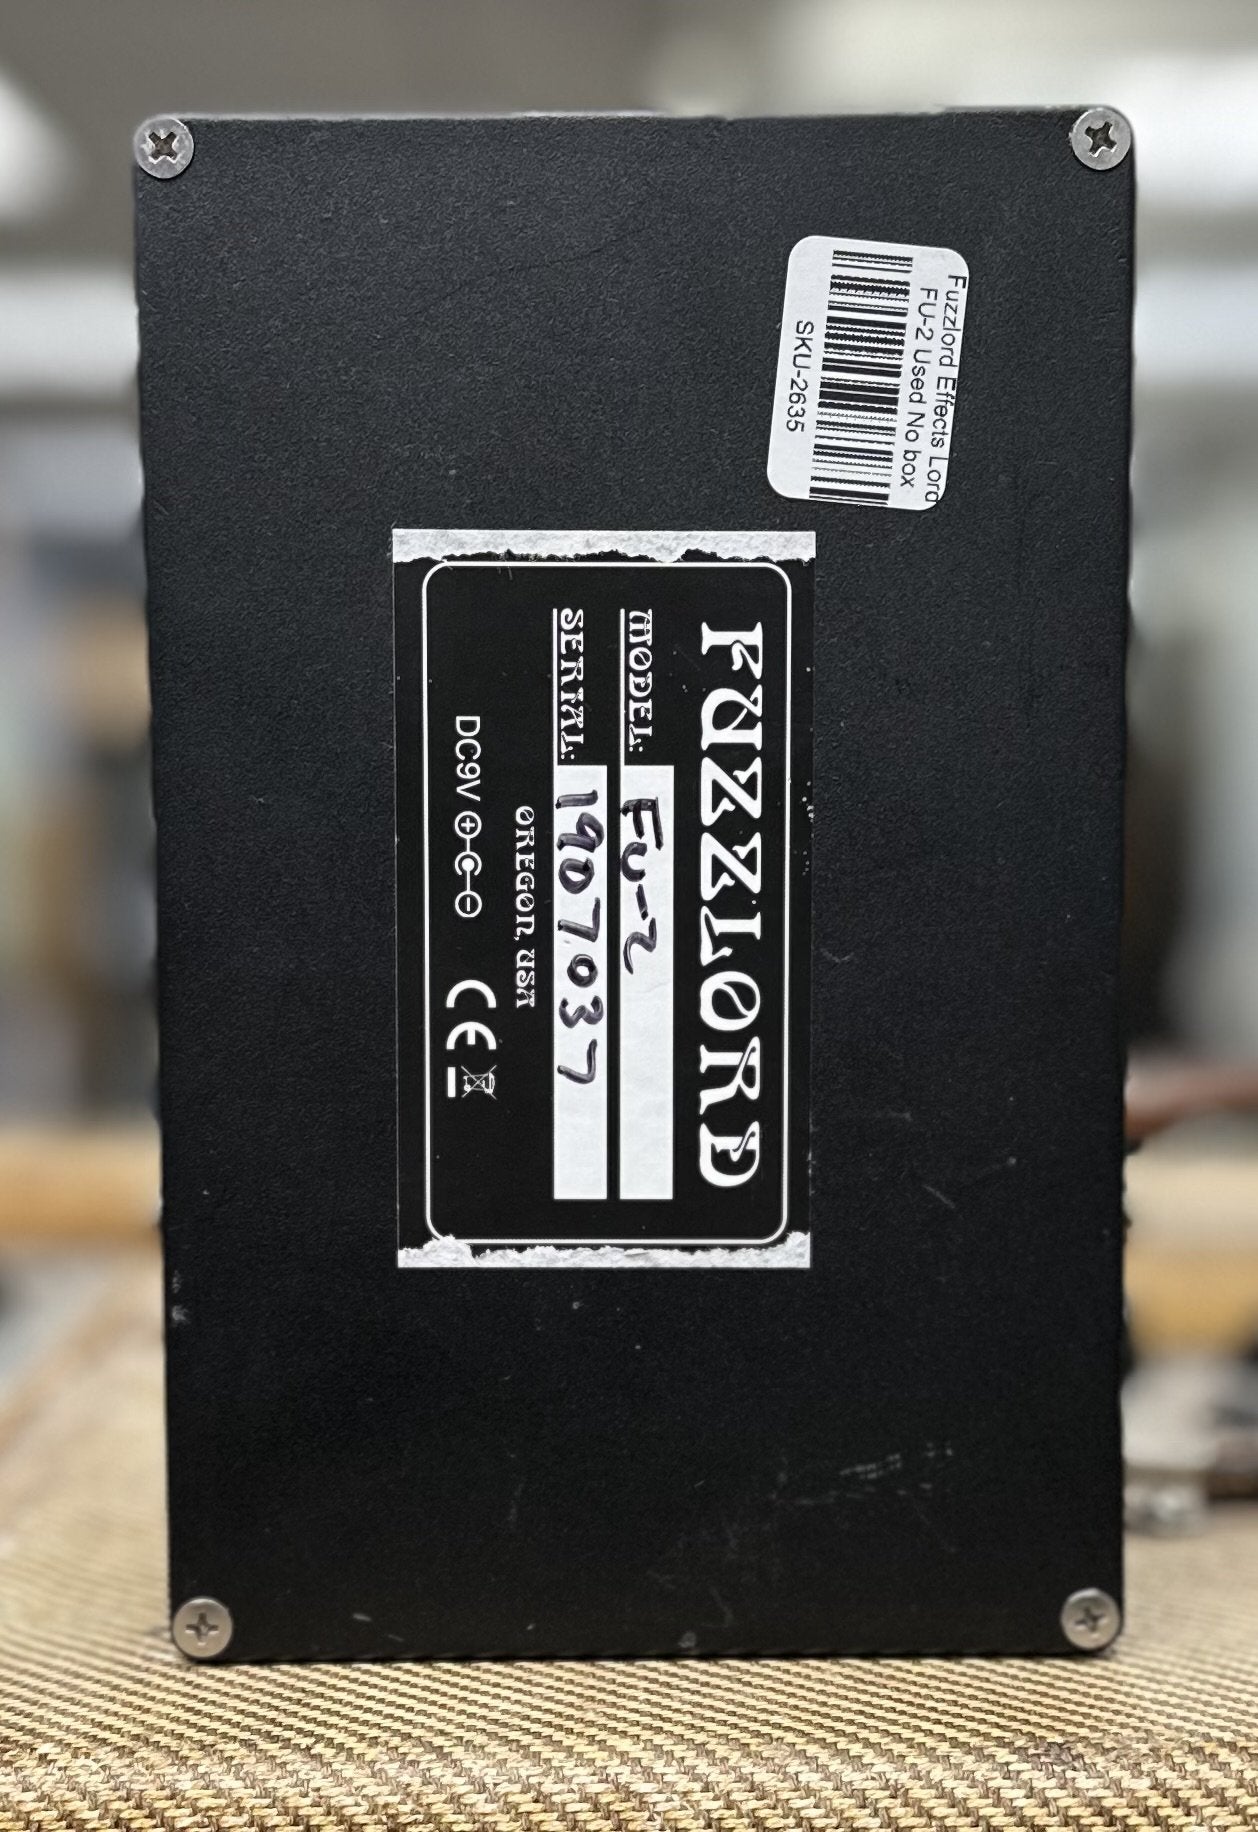 Fuzzlord Effects Lord
FU-2 Used No box
SKU-2635
FUZZLORD
MODEL: FU-2
SERIAL: 1907037
OREGON, USA
DC9V
CE